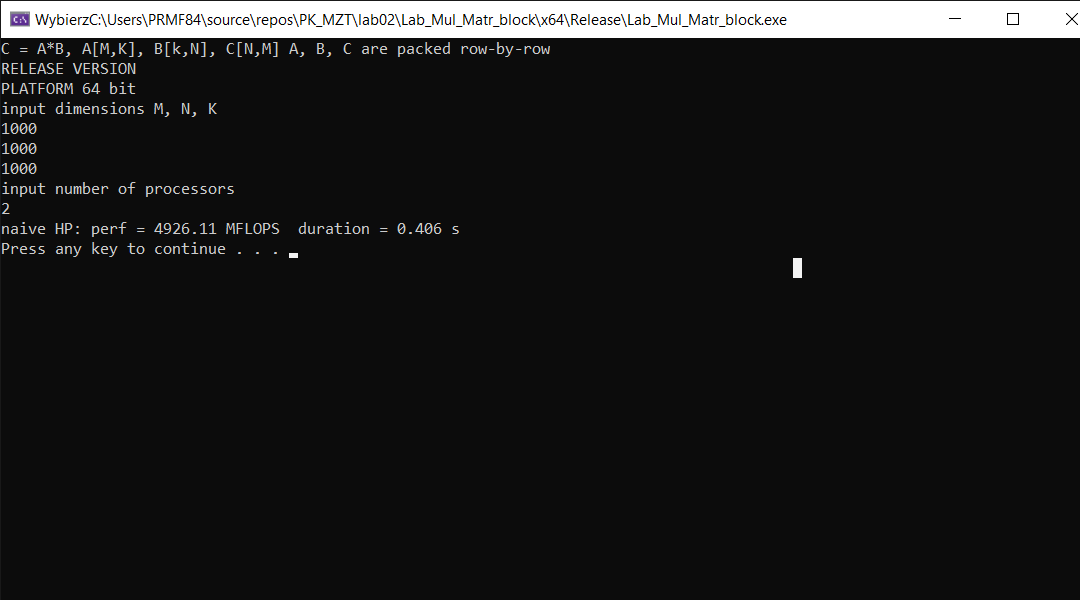 WybierzC:\Users\PRMF84\source\repos\PK_MZT\lab02\Lab_Mul_Matr_block\x64\Release\Lab_Mul_Matr_block.exe
C = A*B, A[M,K], B[k,N], C[N,M] A, B, C are packed row-by-row
RELEASE VERSION
PLATFORM 64 bit
input dimensions M, N, K
1000
1000
1000
input number of processors
2
naive HP: perf = 4926.11 MFLOPS  duration = 0.406 s
Press any key to continue . . .